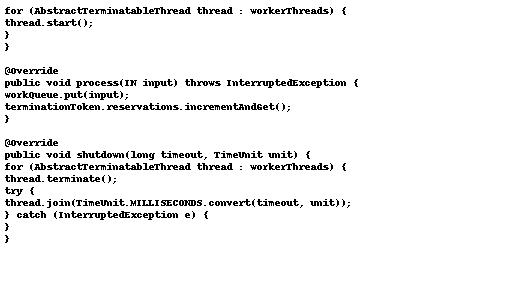 for (AbstractTerminatableThread thread : workerThreads) {
thread.start();
}
}

@Override
public void process(IN input) throws InterruptedException {
workQueue.put(input);
terminationToken.reservations.incrementAndGet();
}

@Override
public void shutdown(long timeout, TimeUnit unit) {
for (AbstractTerminatableThread thread : workerThreads) {
thread.terminate();
try {
thread.join(TimeUnit.MILLISECONDS.convert(timeout, unit));
} catch (InterruptedException e) {
}
}